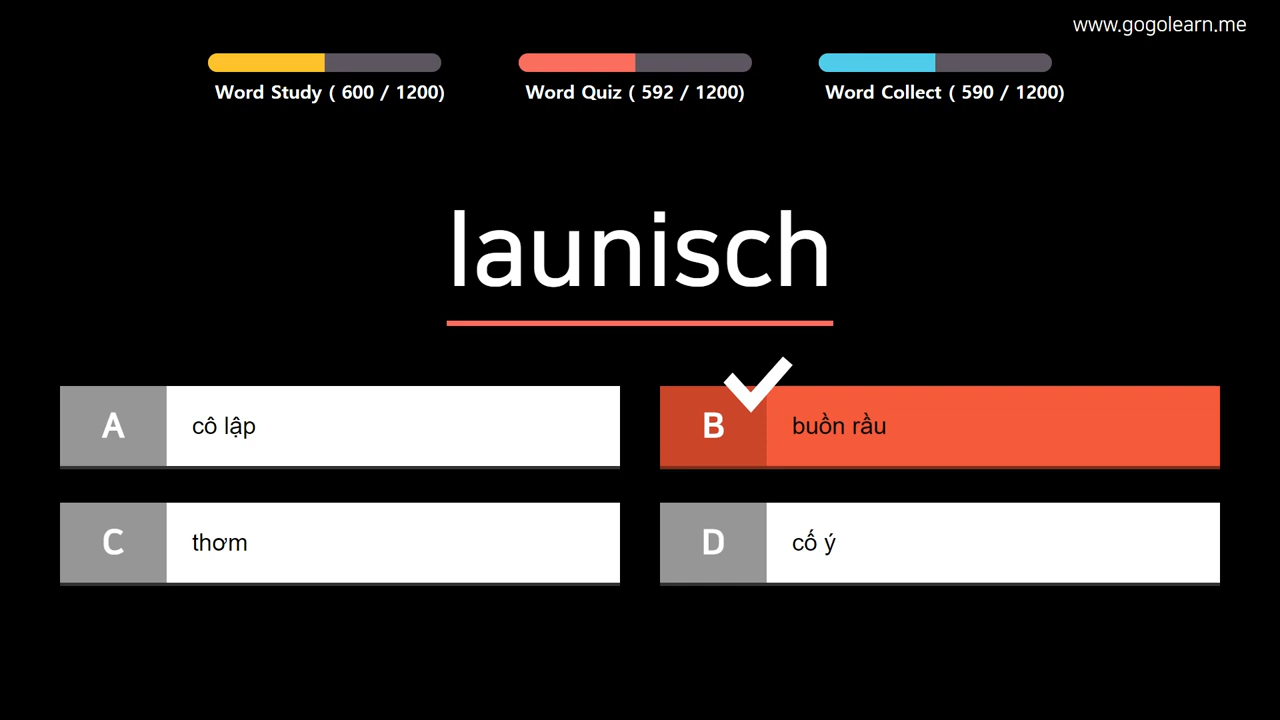 www.gogolearn.me
Word Study ( 600 / 1200)
Word Quiz ( 592 / 1200)
Word Collect ( 590 / 1200)
launisch
A
cô lập
B
buồn rầu
C
thơm
D
cố ý